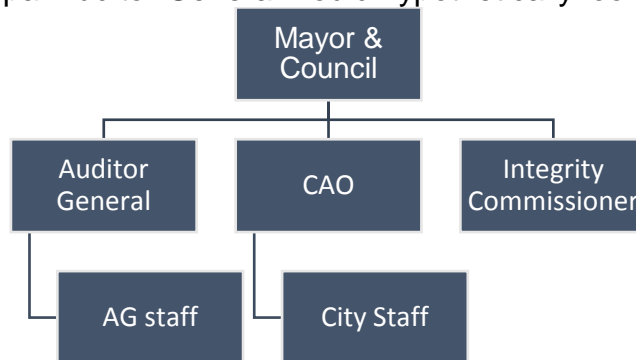 Mayor &
Council
Auditor
General
CAO
Integrity
Commissioner
AG staff
City Staff